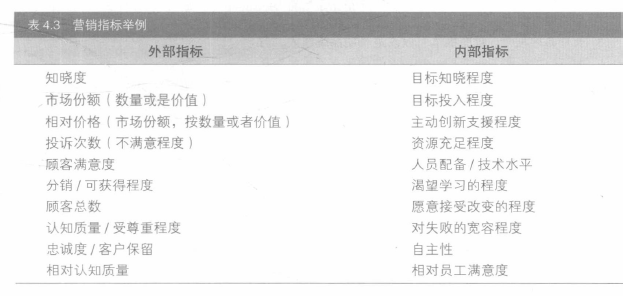 表 4.3 营销指标举例
外部指标 内部指标
知晓度 目标知晓程度
市场份额（数量或是价值） 目标投入程度
相对价格（市场份额，按数量或者价值） 主动创新支援程度
投诉次数（不满意程度） 资源充足程度
顾客满意度 人员配备/技术水平
分销/可获得程度 渴望学习的程度
顾客总数 愿意接受改变的程度
认知质量/受尊重程度 对失败的宽容程度
忠诚度/客户保留 自主性
相对认知质量 相对员工满意度